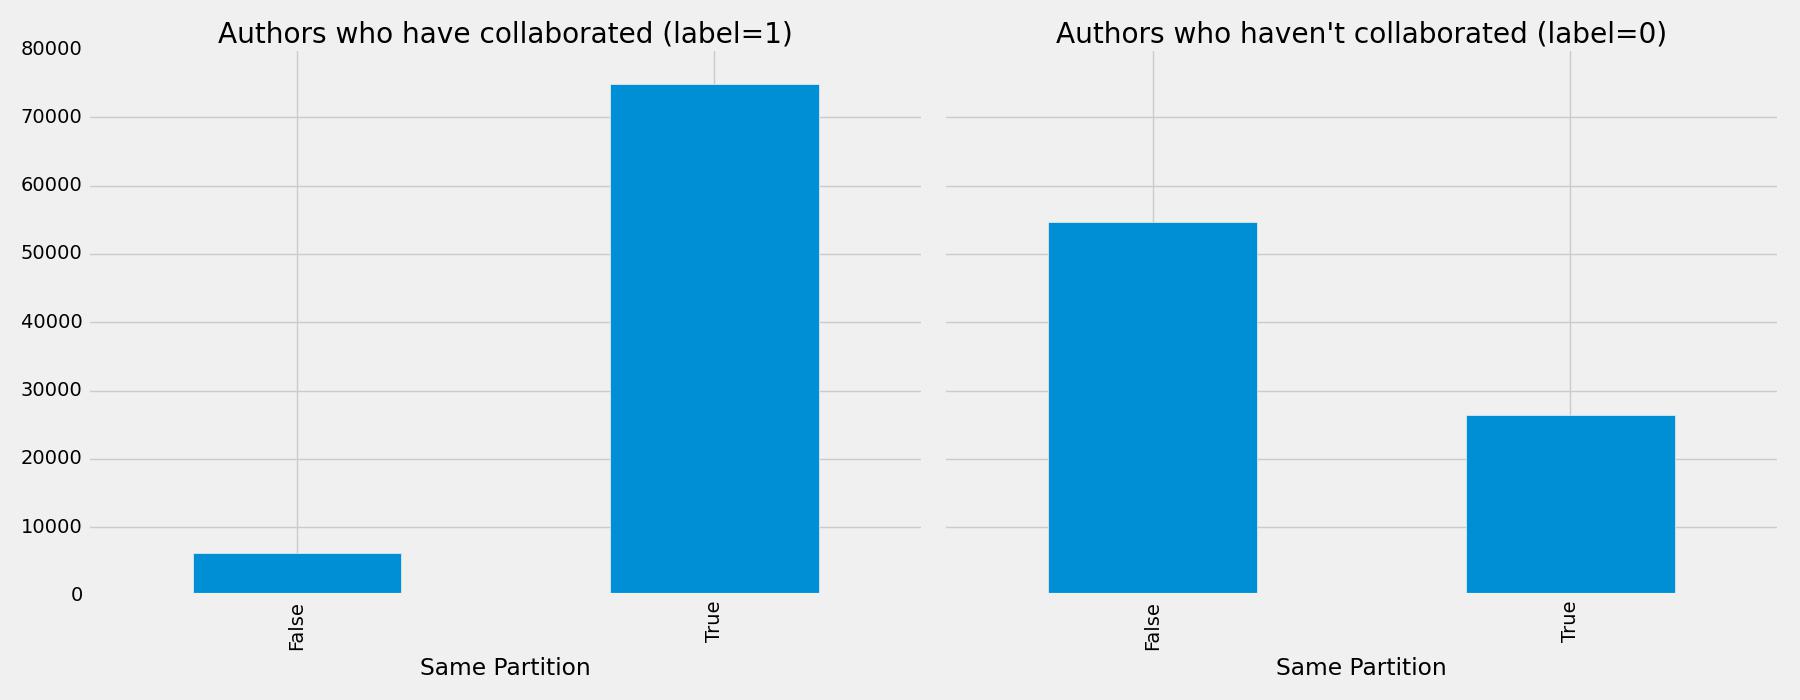 Authors who have collaborated (label=1)
Authors who haven't collaborated (label=0)
80000
70000
60000
50000
40000
30000
20000
10000
0
False
True
False
True
Same Partition
Same Partition